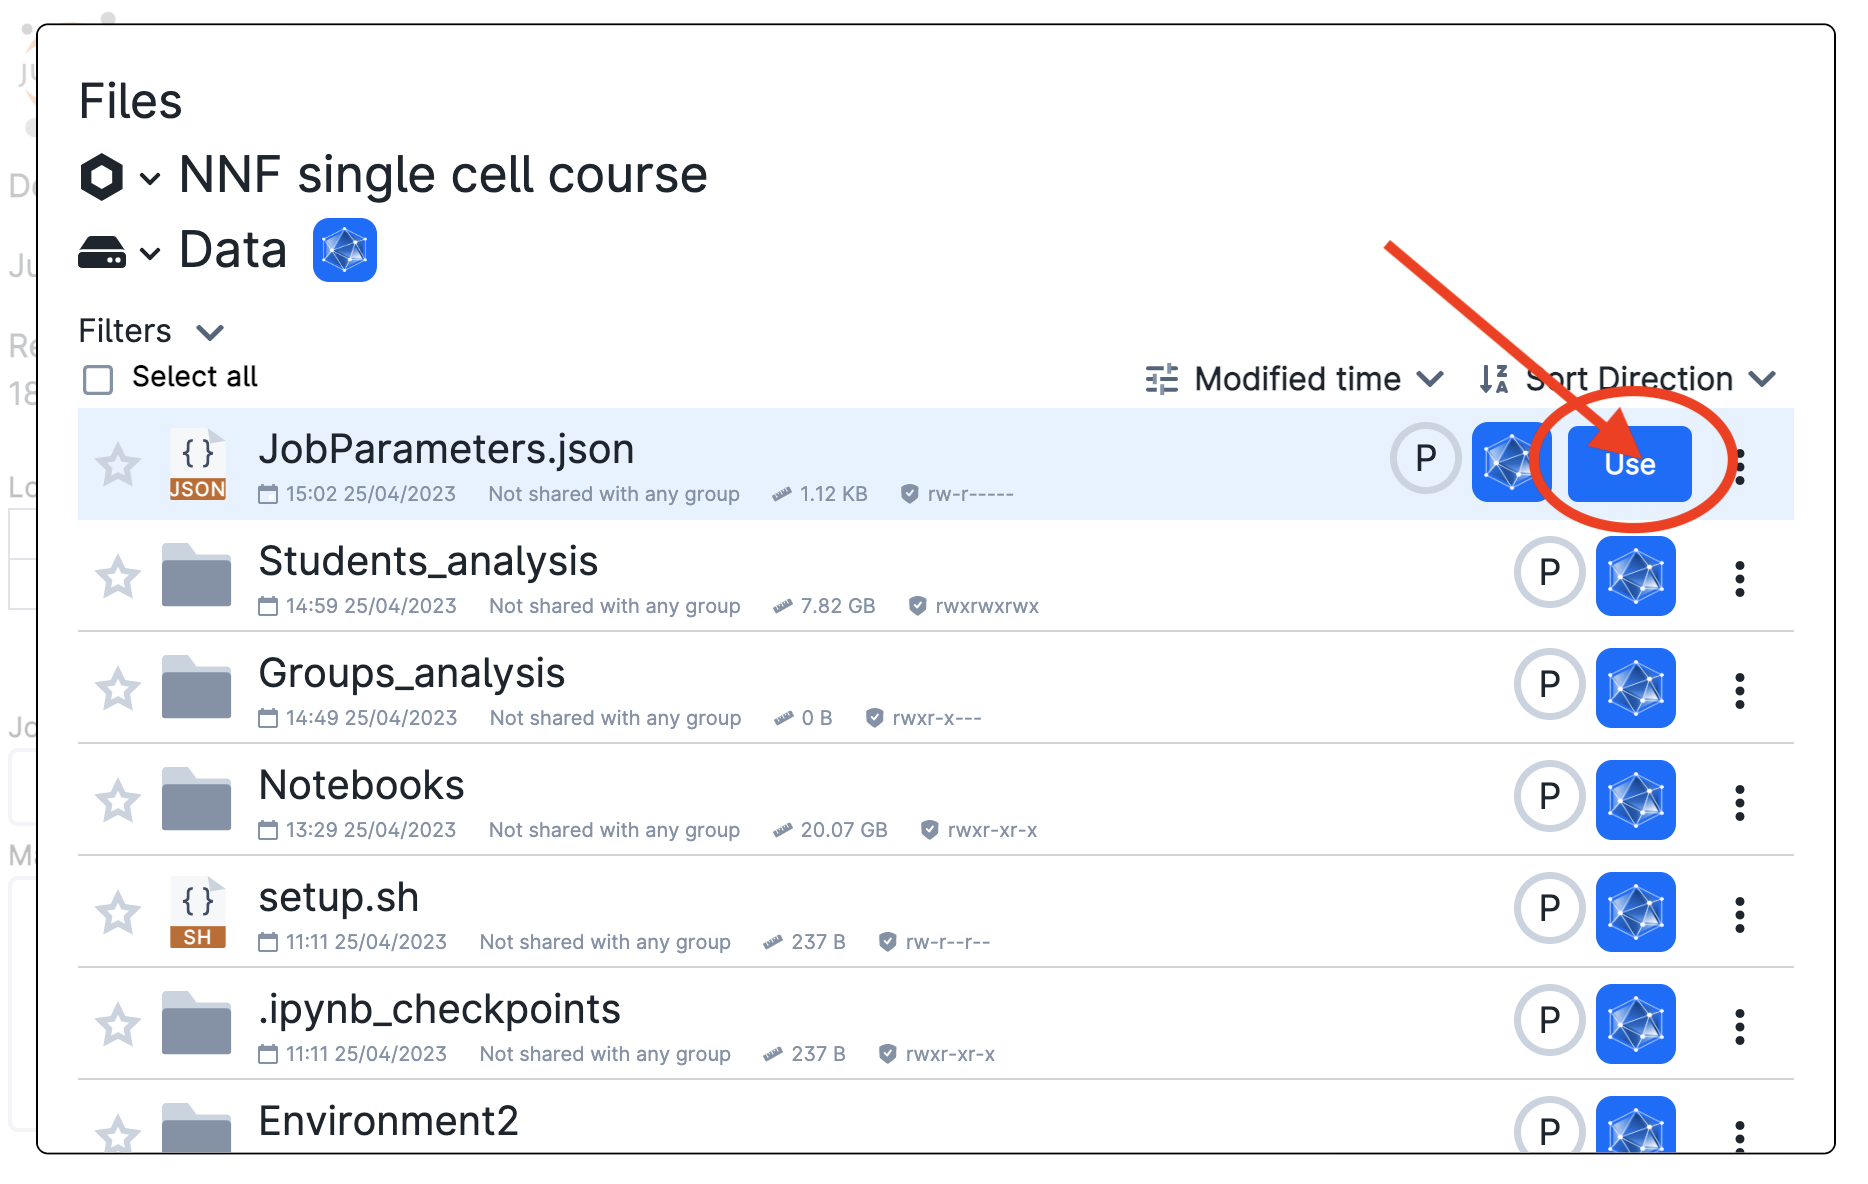 Files
NNF single cell course
Data
Filters
Select all
Modified time
Sort Direction
{ }
JSON
JobParameters.json
15:02 25/04/2023 Not shared with any group 1.12 KB rw-r-----
P
Use
Students_analysis
14:59 25/04/2023 Not shared with any group 7.82 GB rwxrwxrwx
P
Groups_analysis
14:49 25/04/2023 Not shared with any group 0 B rwxr-x---
P
Notebooks
13:29 25/04/2023 Not shared with any group 20.07 GB rwxr-xr-x
P
{ }
SH
setup.sh
11:11 25/04/2023 Not shared with any group 237 B rw-r--r--
P
.ipynb_checkpoints
11:11 25/04/2023 Not shared with any group 237 B rwxr-xr-x
P
Environment2
P